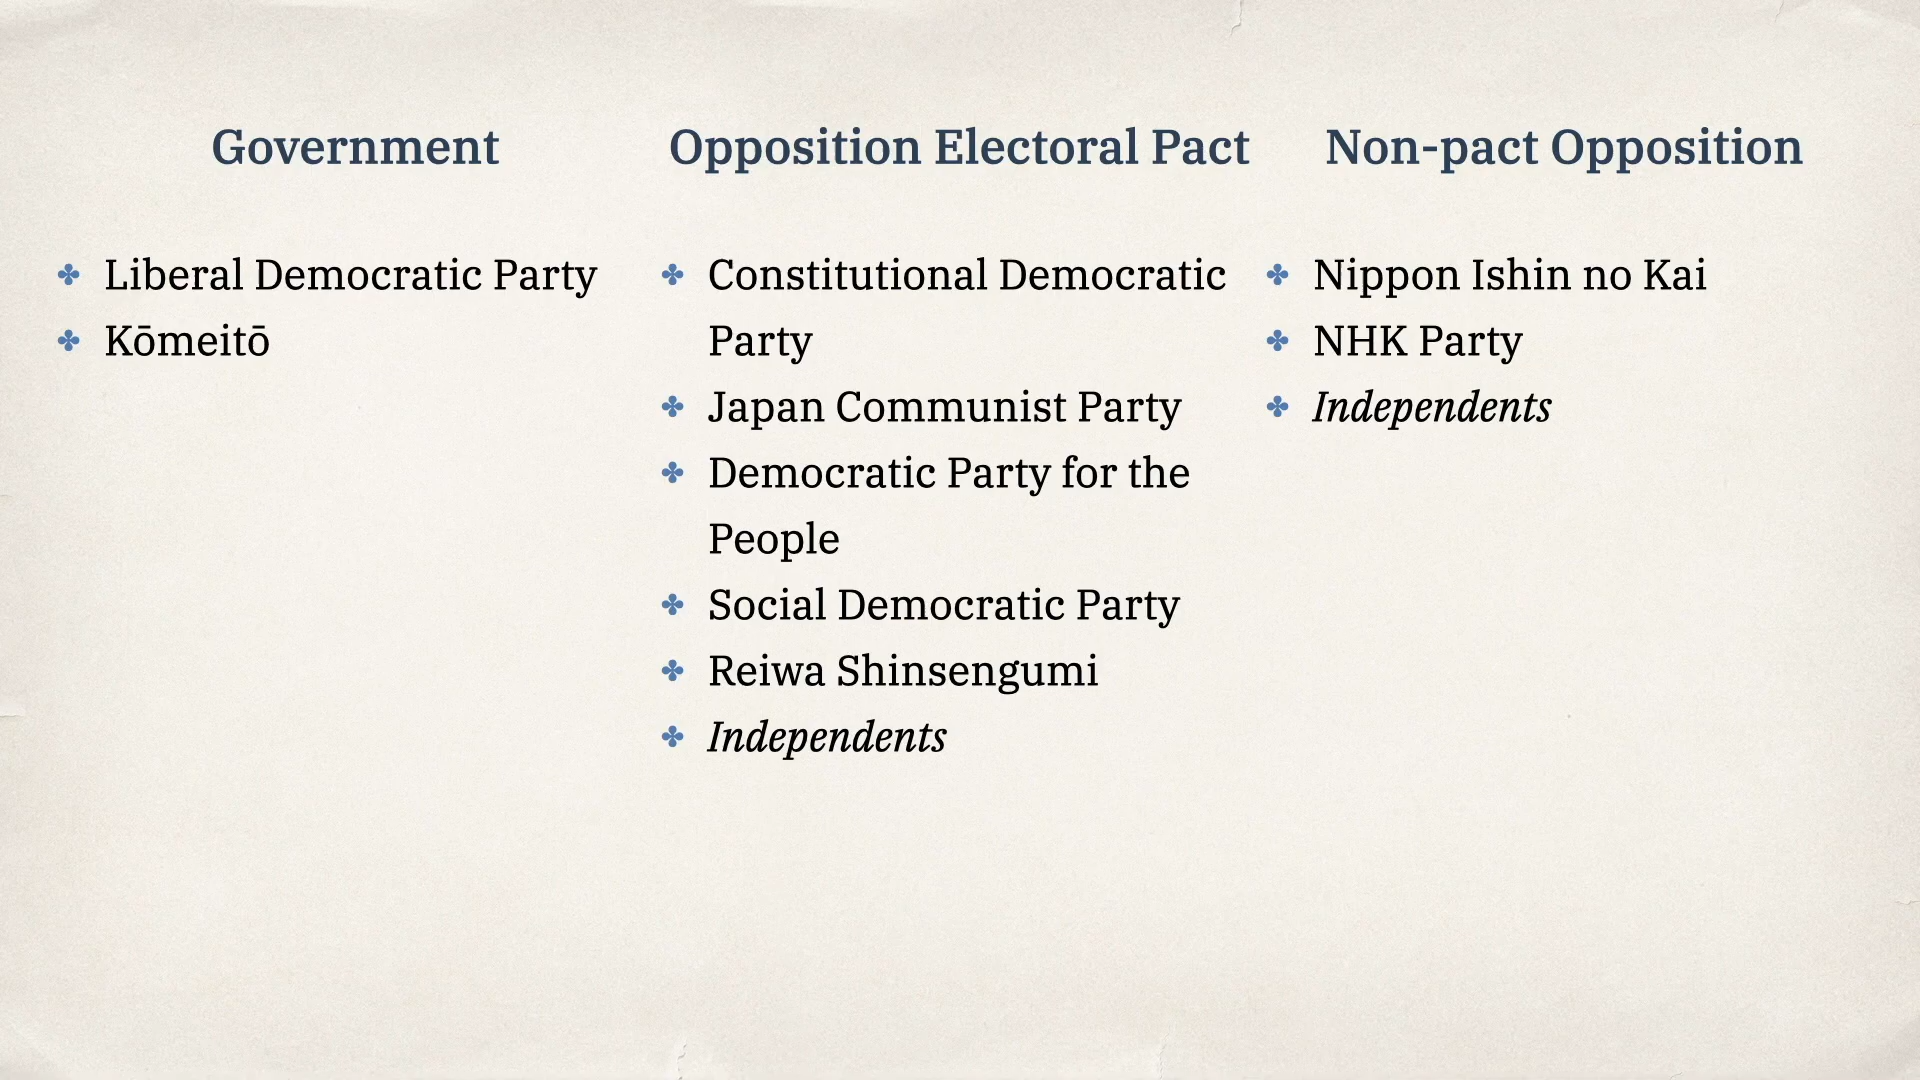 Government
Liberal Democratic Party
Kōmeitō
Opposition Electoral Pact
Constitutional Democratic
Party
Japan Communist Party
Democratic Party for the
People
Social Democratic Party
Reiwa Shinsengumi
Independents
Non-pact Opposition
Nippon Ishin no Kai
NHK Party
Independents